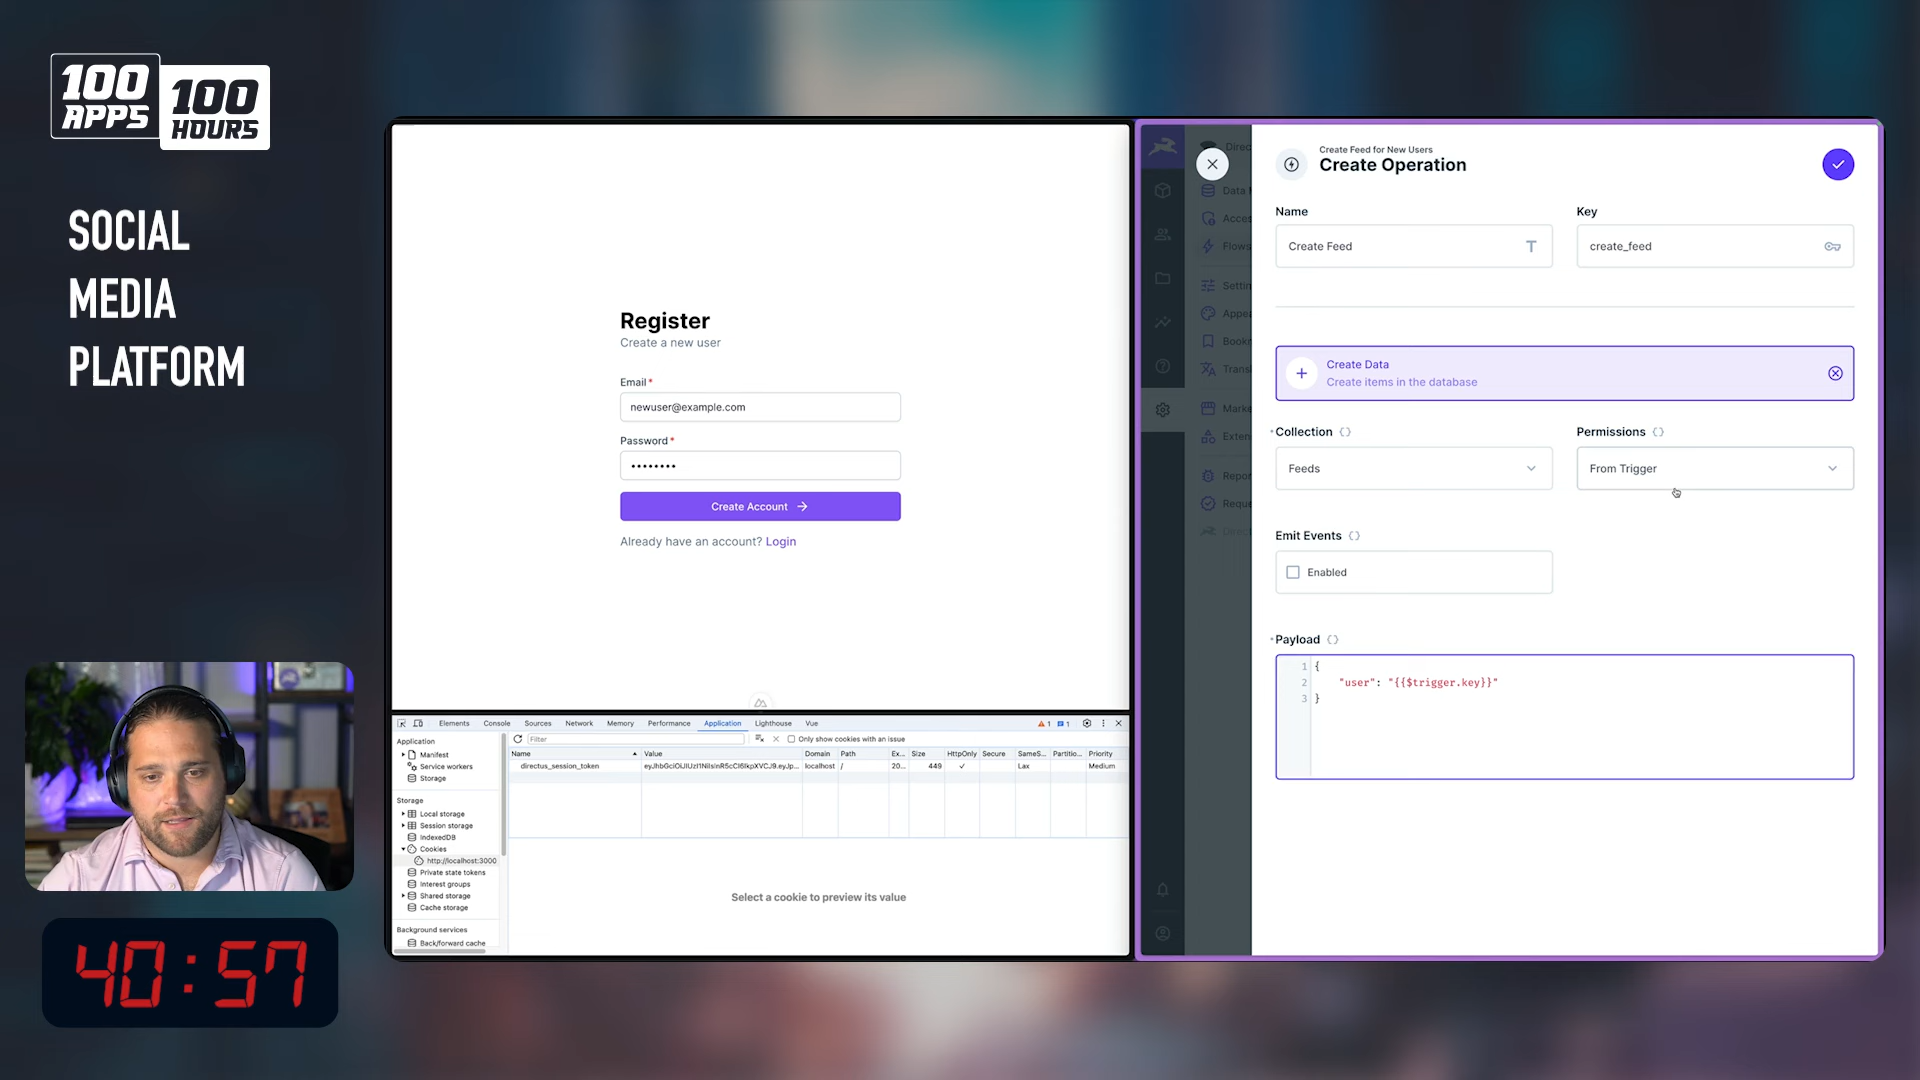 100
APPS
100
HOURS
SOCIAL
MEDIA
PLATFORM
40:57
Register
Create a new user
Email*
newuser@example.com
Password*
••••••••
Create Account →
Already have an account? Login
Elements Console Sources Network Memory Performance Application Lighthouse Vue
1 1
Application
Manifest
Service workers
Storage
Storage
Local storage
Session storage
IndexedDB
Cookies
http://localhost:3000
Private state tokens
Interest groups
Shared storage
Cache storage
Background services
Back/forward cache
Filter
Only show cookies with an issue
Name Value Domain Path Ex... Size HttpOnly Secure SameS... Partitio... Priority
directus_session_token localhost / 20... 449 ✓ Lax Medium
Select a cookie to preview its value
Create Feed for New Users
Create Operation
Name
Create Feed
Key
create_feed
Create Data
Create items in the database
Collection
Feeds
Permissions
From Trigger
Emit Events
Enabled
Payload
1 {
2 "user": "{{$trigger.key}}"
3 }